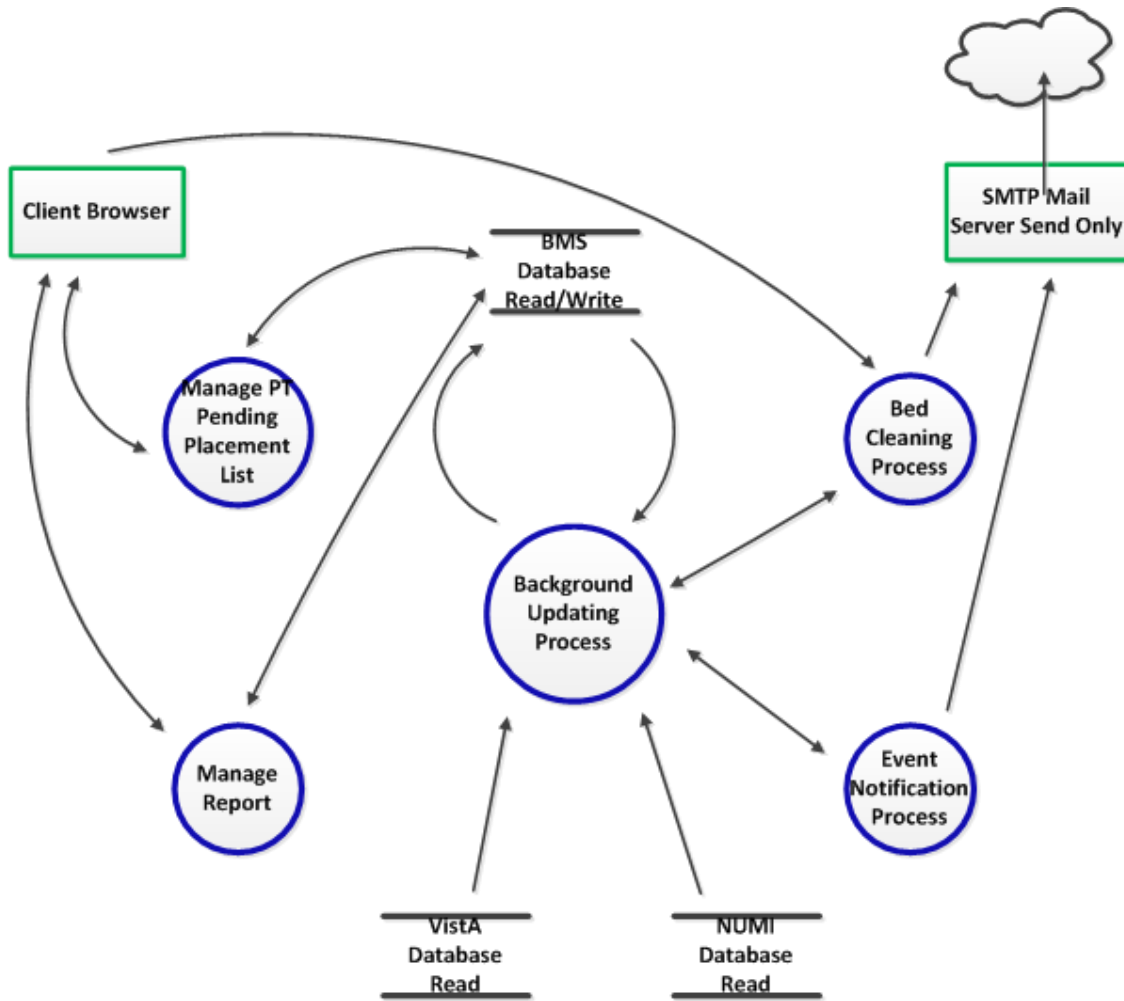 Client Browser
SMTP Mail
Server Send Only
BMS
Database
Read/Write
Manage PT
Pending
Placement
List
Bed
Cleaning
Process
Background
Updating
Process
Manage
Report
Event
Notification
Process
VistA
Database
Read
NUMI
Database
Read